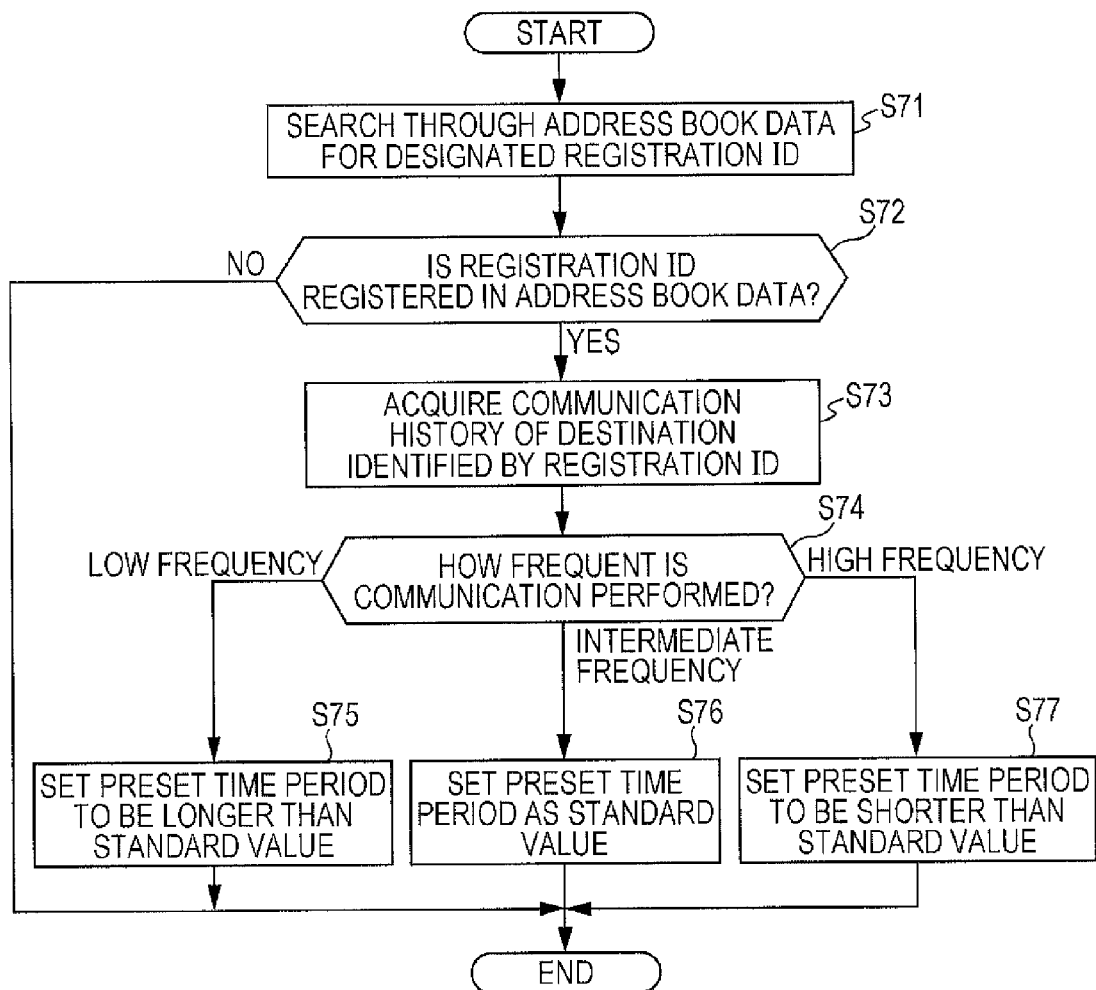 START
S71
SEARCH THROUGH ADDRESS BOOK DATA
FOR DESIGNATED REGISTRATION ID
S72
NO
IS REGISTRATION ID
REGISTERED IN ADDRESS BOOK DATA?
YES
S73
ACQUIRE COMMUNICATION
HISTORY OF DESTINATION
IDENTIFIED BY REGISTRATION ID
S74
LOW FREQUENCY
HOW FREQUENT IS
COMMUNICATION PERFORMED?
HIGH FREQUENCY
INTERMEDIATE
FREQUENCY
S75
SET PRESET TIME PERIOD
TO BE LONGER THAN
STANDARD VALUE
S76
SET PRESET TIME
PERIOD AS STANDARD
VALUE
S77
SET PRESET TIME PERIOD
TO BE SHORTER THAN
STANDARD VALUE
END